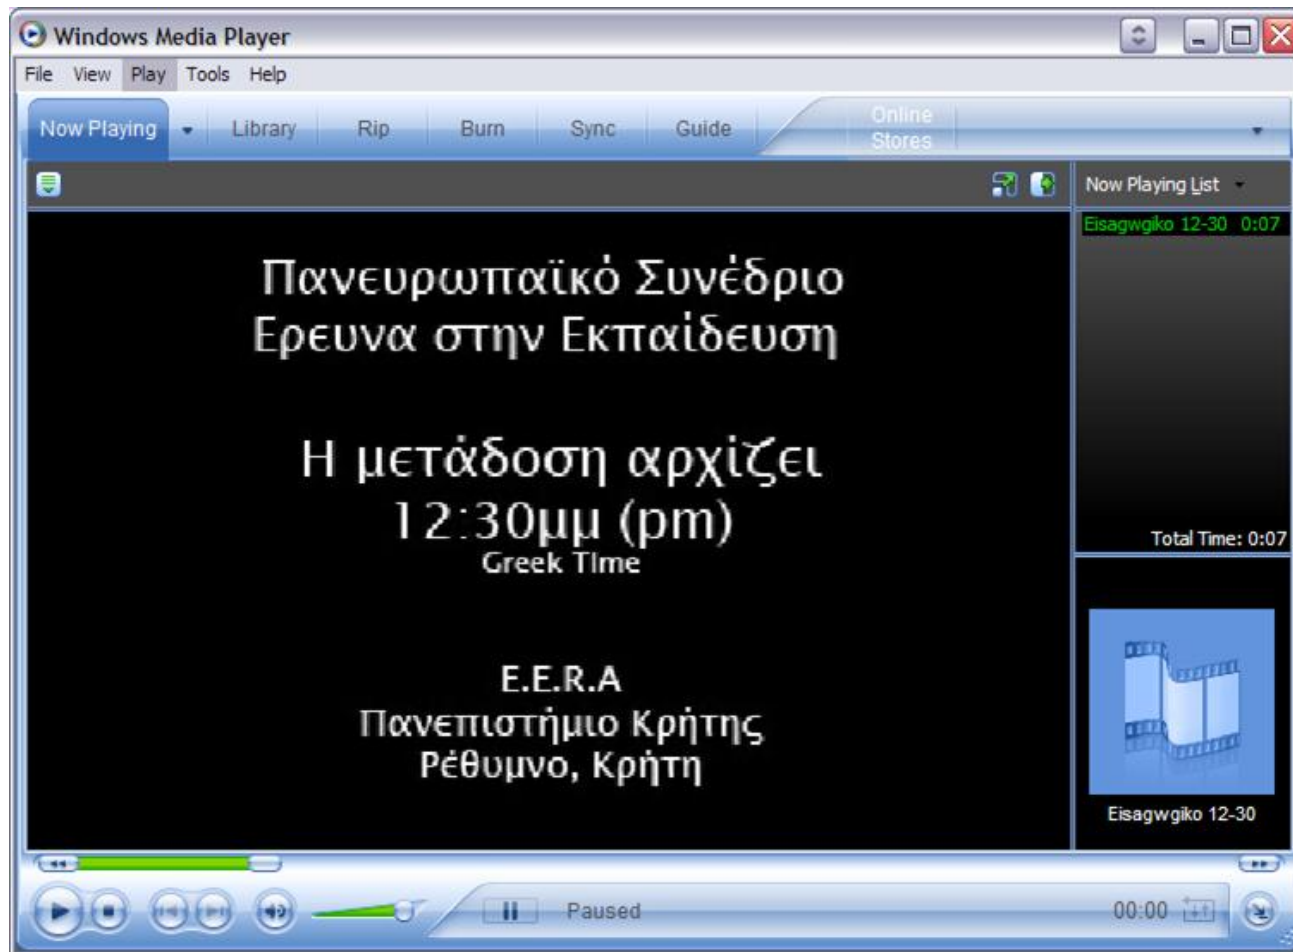 Windows Media Player
File View Play Tools Help
Now Playing Library Rip Burn Sync Guide Online Stores
Now Playing List
Eisagwgiko 12-30 0:07
Πανευρωπαϊκό Συνέδριο
Ερευνα στην Εκπαίδευση
Η μετάδοση αρχίζει
12:30μμ (pm)
Greek TIme
E.E.R.A
Πανεπιστήμιο Κρήτης
Ρέθυμνο, Κρήτη
Total Time: 0:07
Eisagwgiko 12-30
Paused 00:00